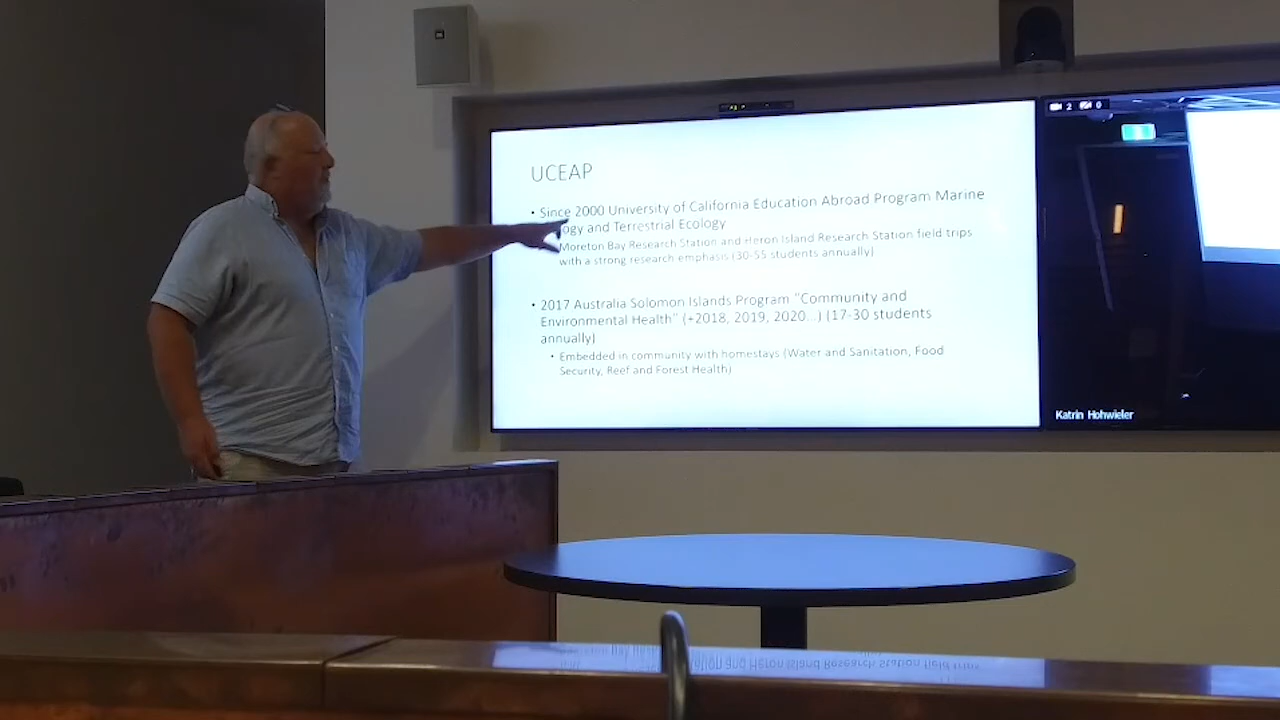 UCEAP
• Since 2000 University of California Education Abroad Program Marine
ogy and Terrestrial Ecology
Moreton Bay Research Station and Heron Island Research Station field trips
with a strong research emphasis (30-55 students annually)
• 2017 Australia Solomon Islands Program "Community and
Environmental Health" (+2018, 2019, 2020...) (17-30 students
annually)
• Embedded in community with homestays (Water and Sanitation, Food
Security, Reef and Forest Health)
2 0
Katrin Hohwieler